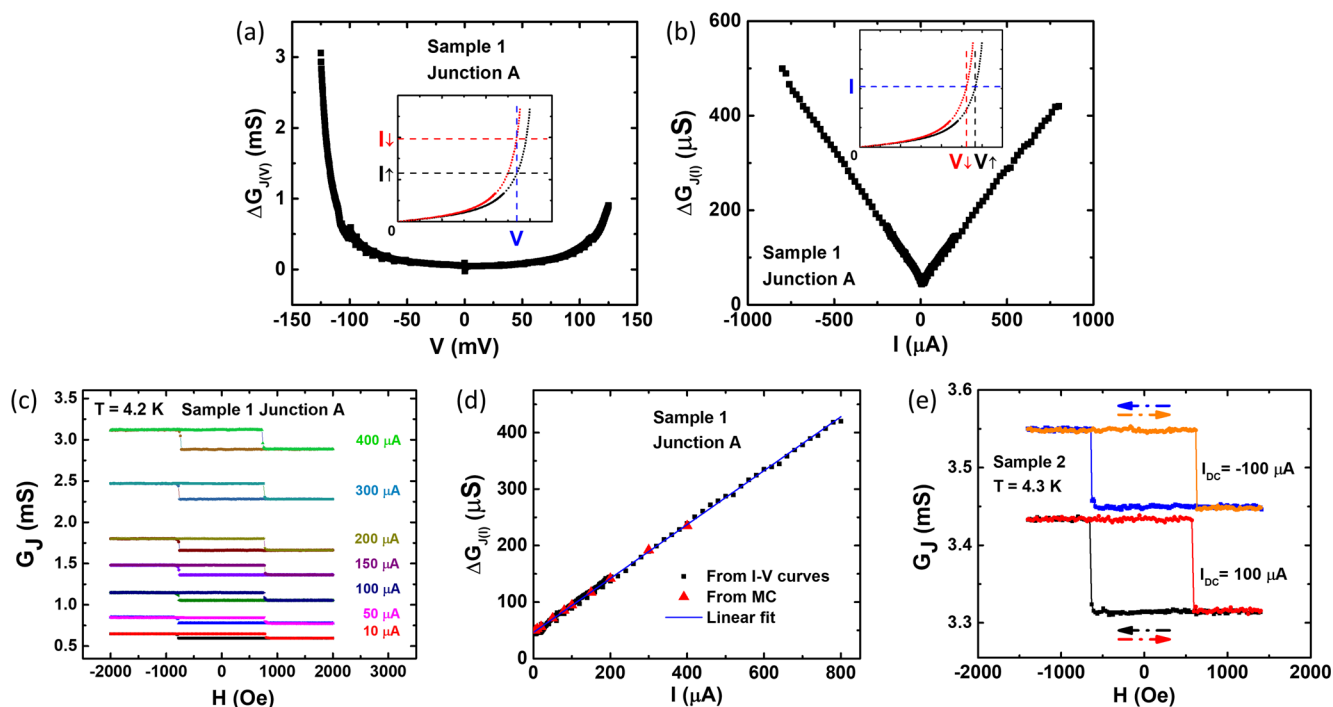 (a)
Sample 1
Junction A
ΔG_J(V) (mS)
3
2
1
0
I↓
I↑
0
V
-150 -100 -50 0 50 100 150
V (mV)
(b)
600
400
200
0
ΔG_J(I) (μS)
I
0
V↓ V↑
Sample 1
Junction A
-1000 -500 0 500 1000
I (μA)
(c)
T = 4.2 K Sample 1 Junction A
G_J (mS)
3.5
3.0
2.5
2.0
1.5
1.0
0.5
400 μA
300 μA
200 μA
150 μA
100 μA
50 μA
10 μA
-2000 -1000 0 1000 2000 3000
H (Oe)
(d)
Sample 1
Junction A
ΔG_J(I) (μS)
400
300
200
100
0
From I-V curves
From MC
Linear fit
0 200 400 600 800
I (μA)
(e)
G_J (mS)
3.6
3.5
3.4
3.3
Sample 2
T = 4.3 K
I_DC = -100 μA
I_DC = 100 μA
-2000 -1000 0 1000 2000
H (Oe)